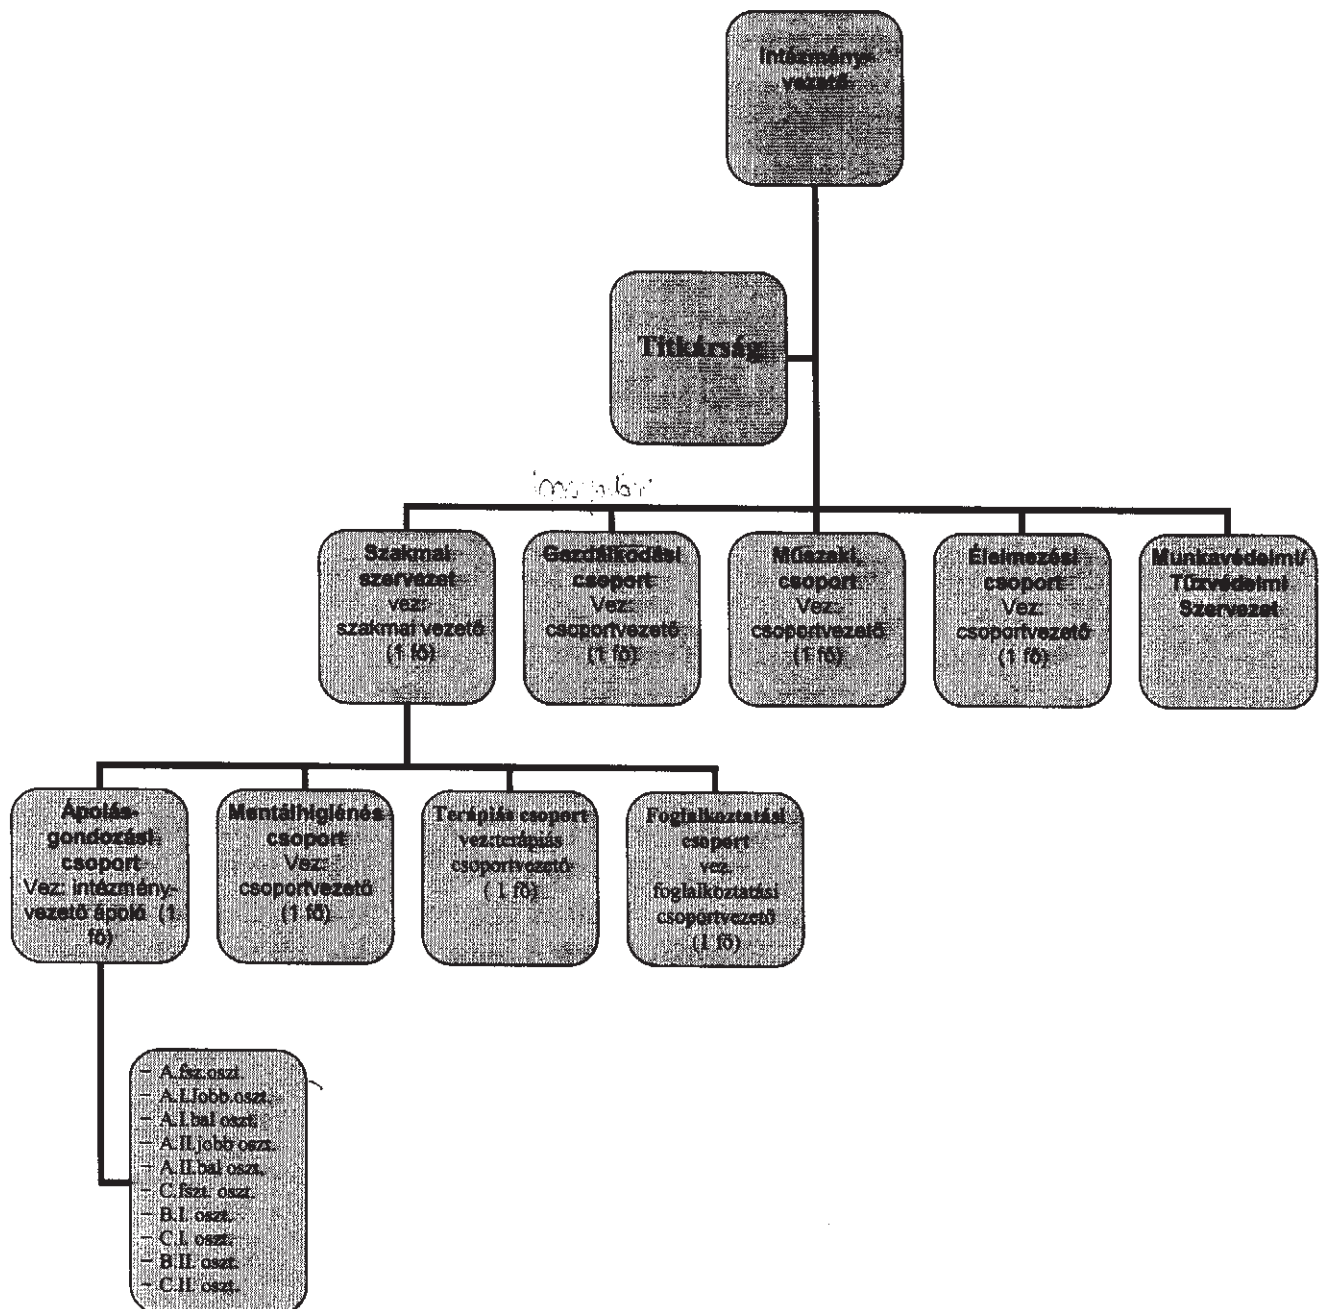 Intézmény-
vezető
Titkárság
Szakmai
szervezet
vez:
szakmai vezető
(1 fő)
Gazdálkodási
csoport
Vez:
csoportvezető
(1 fő)
Műszaki,
csoport
Vez:
csoportvezető
(1 fő)
Élelmezési
csoport
Vez:
csoportvezető
(1 fő)
Munkavédelmi/
Tűzvédelmi
Szervezet
Ápolás-
gondozási
csoport
Vez: intézmény-
vezető ápoló (1
fő)
Mentálhigiénés
csoport
Vez:
csoportvezető
(1 fő)
Terápiás csoport
vez:terápiás
csoportvezető
( 1 fő)
Foglalkoztatási
csoport
vez.
foglalkoztatási
csoportvezető
(1 fő)
– A.fsz.oszt.
– A.I.jobb oszt.
– A.I.bal oszt.
– A.II.jobb oszt.
– A.II.bal oszt.
– C.fszt. oszt.
– B.I. oszt.
– C.I. oszt.
– B.II. oszt.
– C.II. oszt.